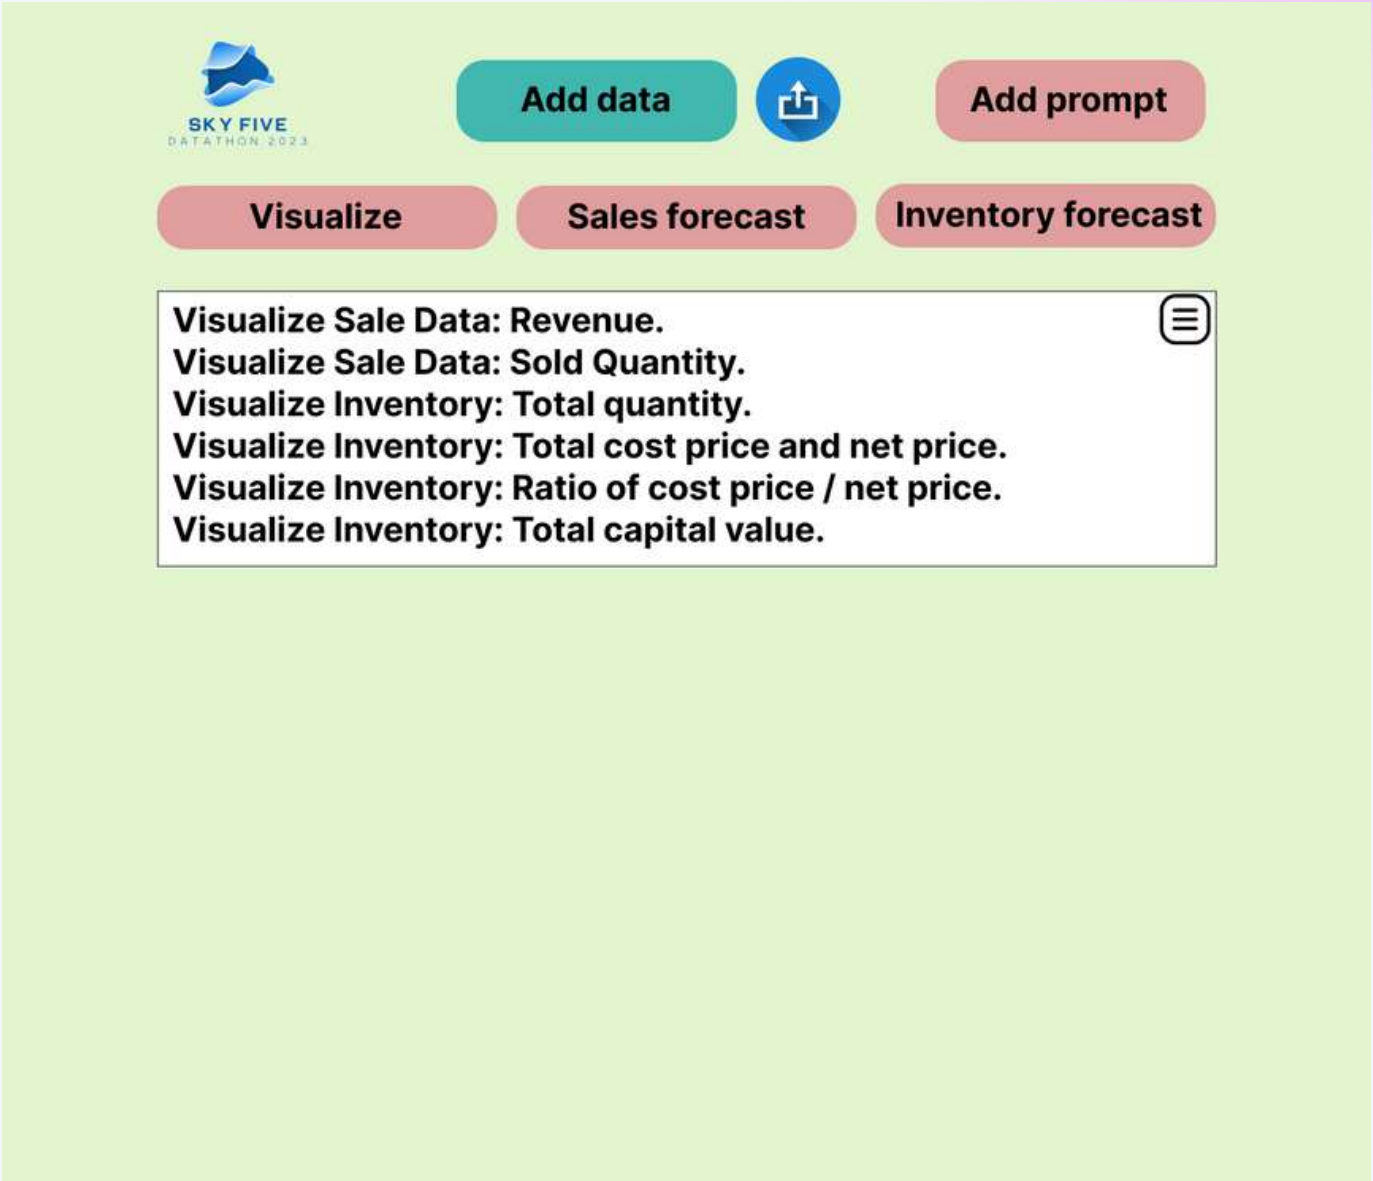 SKY FIVE
DATATHON 2023
Add data
Add prompt
Visualize
Sales forecast
Inventory forecast
Visualize Sale Data: Revenue.
Visualize Sale Data: Sold Quantity.
Visualize Inventory: Total quantity.
Visualize Inventory: Total cost price and net price.
Visualize Inventory: Ratio of cost price / net price.
Visualize Inventory: Total capital value.